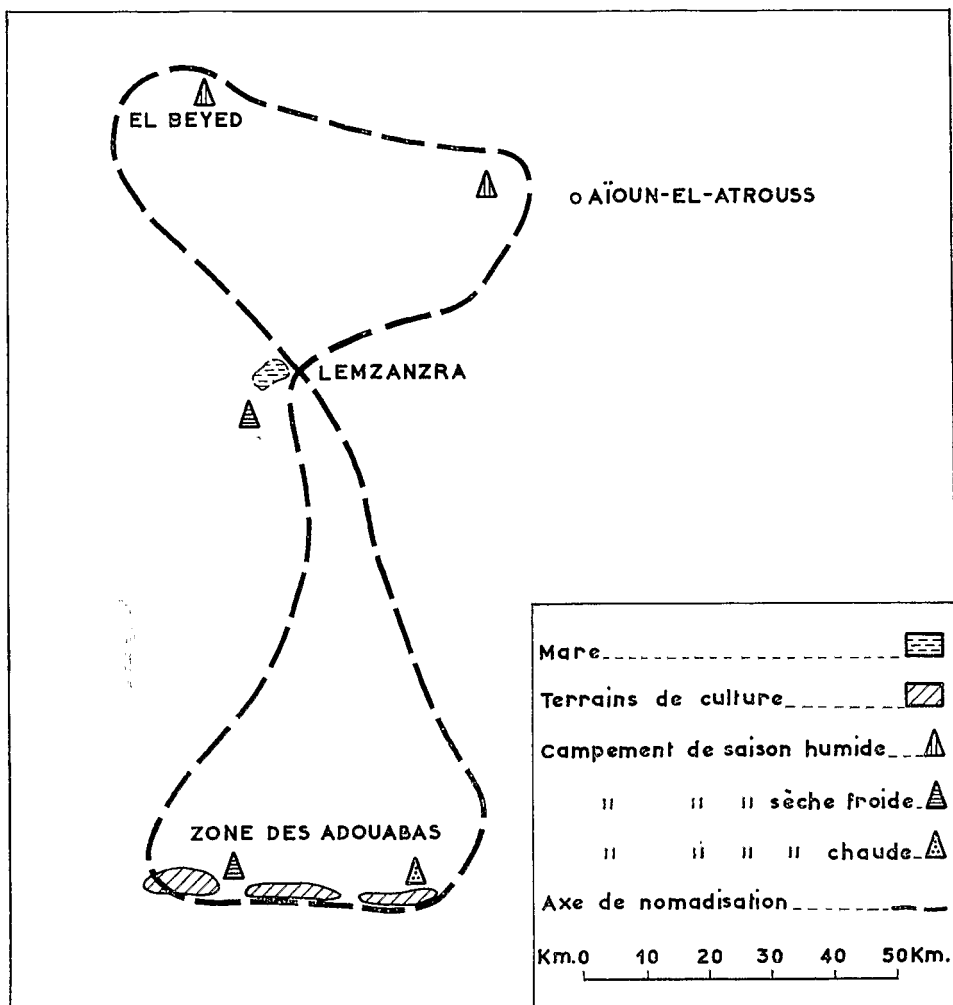 EL BEYED
AÏOUN-EL-ATROUSS
LEMZANZRA
ZONE DES ADOUABAS
Mare
Terrains de culture
Campement de saison humide
" " " sèche froide
" " " " chaude
Axe de nomadisation
Km.0 10 20 30 40 50Km.